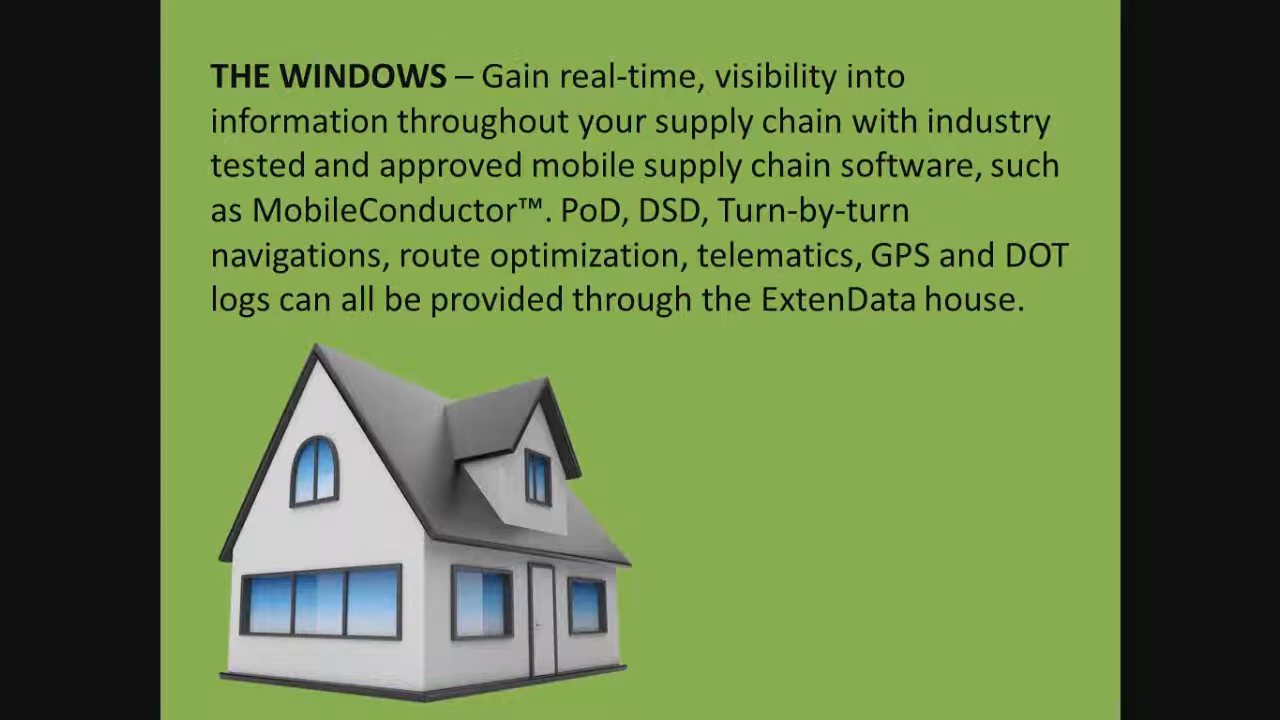 THE WINDOWS – Gain real-time, visibility into
information throughout your supply chain with industry
tested and approved mobile supply chain software, such
as MobileConductor™. PoD, DSD, Turn-by-turn
navigations, route optimization, telematics, GPS and DOT
logs can all be provided through the ExtenData house.